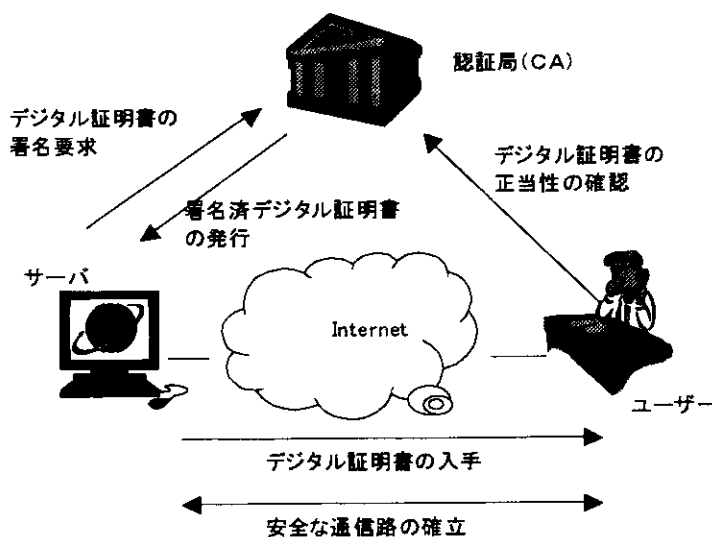 認証局(CA)
デジタル証明書の
署名要求
デジタル証明書の
正当性の確認
署名済デジタル証明書
の発行
サーバ
Internet
ユーザー
デジタル証明書の入手
安全な通信路の確立